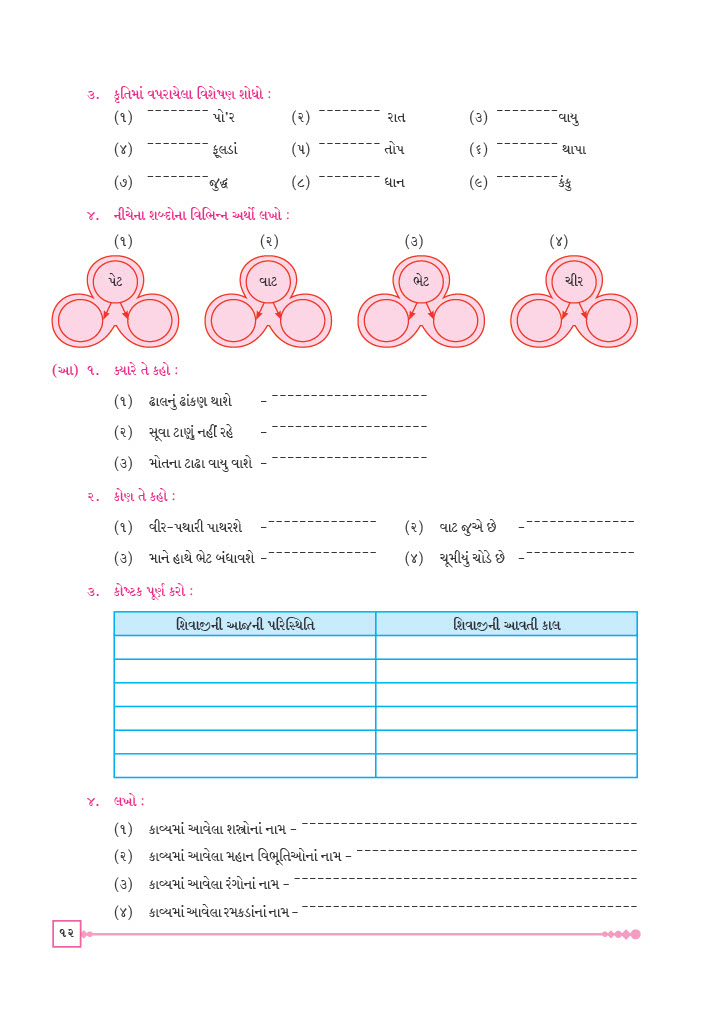 ૩. કૃતિમાં વપરાયેલા વિશેષણ શોધો :
(૧) –––––––– પો'ર (૨) –––––––– રાત (૩) ––––––––વાયુ
(૪) –––––––– ફૂલડાં (૫) –––––––– તોપ (૬) –––––––– થાપા
(૭) ––––––––જુદ્ધ (૮) –––––––– ધાન (૯) ––––––––કંકુ
૪. નીચેના શબ્દોના વિભિન્ન અર્થો લખો :
(૧) (૨) (૩) (૪)
પેટ વાટ ભેટ ચીર
(આ) ૧. ક્યારે તે કહો :
(૧) ઢાલનું ઢાંકણ થાશે – ––––––––––––––––––––
(૨) સૂવા ટાણું નહીં રહે – ––––––––––––––––––––
(૩) મોતના ટાઢા વાયુ વાશે – ––––––––––––––––––––
૨. કોણ તે કહો :
(૧) વીર-પથારી પાથરશે ––––––––––––––– (૨) વાટ જુએ છે –––––––––––––––
(૩) માને હાથે ભેટ બંધાવશે ––––––––––––––– (૪) ચૂમીયું ચોડે છે –––––––––––––––
૩. કોષ્ટક પૂર્ણ કરો :
શિવાજીની આજની પરિસ્થિતિ શિવાજીની આવતી કાલ
૪. લખો :
(૧) કાવ્યમાં આવેલા શસ્ત્રોનાં નામ – ––––––––––––––––––––––––––––––––––––––––––
(૨) કાવ્યમાં આવેલા મહાન વિભૂતિઓનાં નામ – –––––––––––––––––––––––––––––––––––
(૩) કાવ્યમાં આવેલા રંગોનાં નામ – –––––––––––––––––––––––––––––––––––––––––––
(૪) કાવ્યમાં આવેલા રમકડાંનાં નામ – ––––––––––––––––––––––––––––––––––––––––––
૧૨